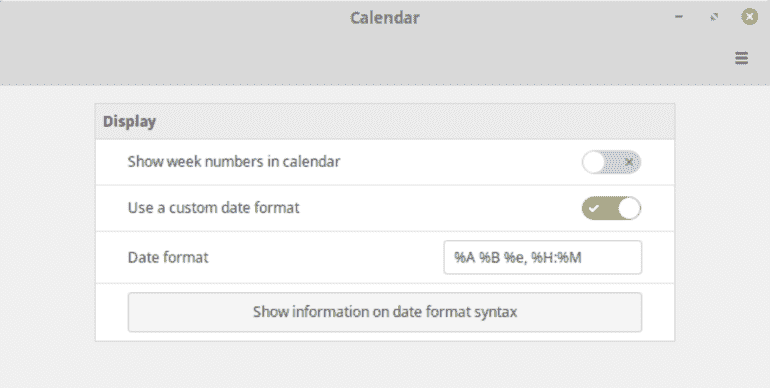 Calendar
Display
Show week numbers in calendar
Use a custom date format
Date format
%A %B %e, %H:%M
Show information on date format syntax